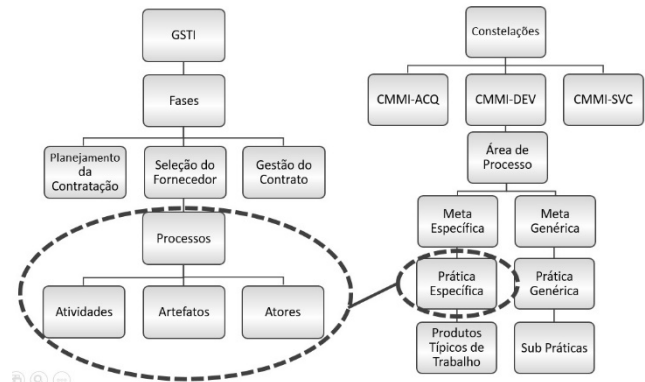 GSTI
Fases
Planejamento
da
Contratação
Seleção do
Fornecedor
Gestão do
Contrato
Processos
Atividades
Artefatos
Atores
Constelações
CMMI-ACQ
CMMI-DEV
CMMI-SVC
Área de
Processo
Meta
Específica
Meta
Genérica
Prática
Específica
Prática
Genérica
Produtos
Típicos de
Trabalho
Sub Práticas